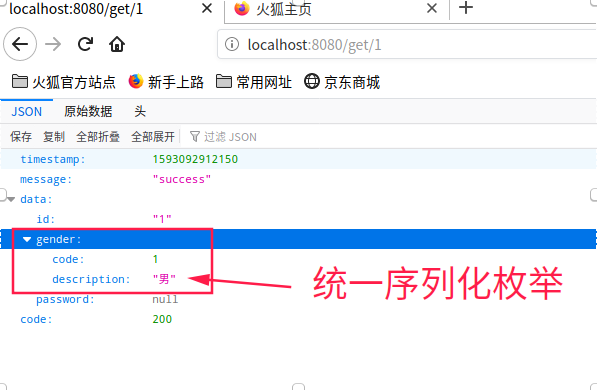 localhost:8080/get/1
火狐主页
localhost:8080/get/1
火狐官方站点 新手上路 常用网址 京东商城
JSON 原始数据 头
保存 复制 全部折叠 全部展开 过滤 JSON
timestamp: 1593092912150
message: "success"
data:
id: "1"
gender:
code: 1
description: "男"
password: null
code: 200
统一序列化枚举